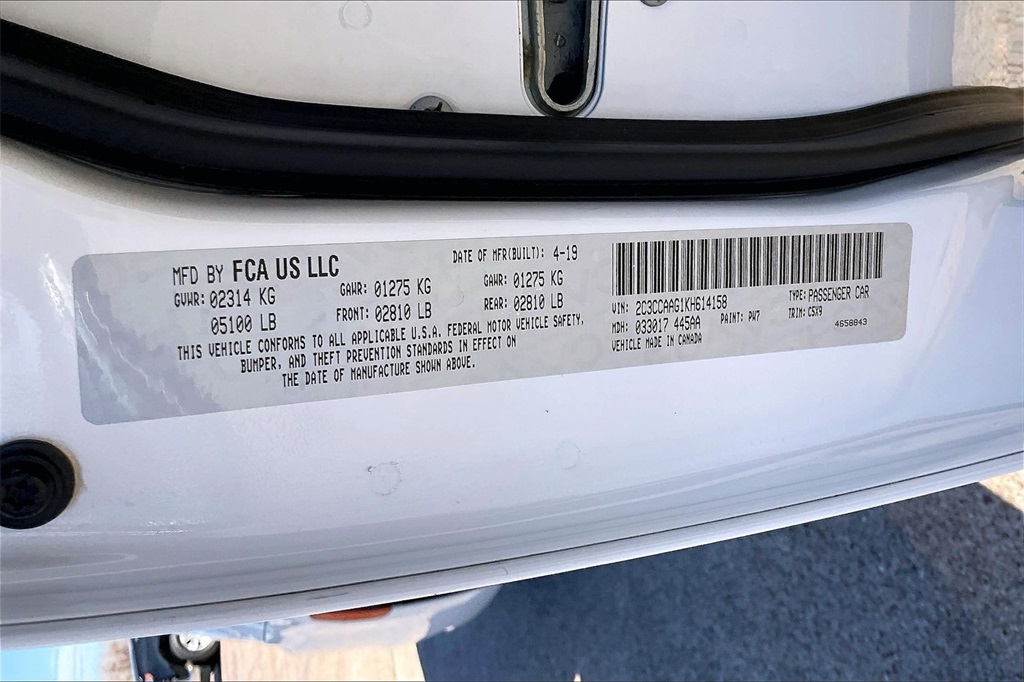 MFD BY FCA US LLC
DATE OF MFR(BUILT): 4-19
GVWR: 02314 KG
05100 LB
GAWR: 01275 KG
FRONT: 02810 LB
GAWR: 01275 KG
REAR: 02810 LB
THIS VEHICLE CONFORMS TO ALL APPLICABLE U.S.A. FEDERAL MOTOR VEHICLE SAFETY,
BUMPER, AND THEFT PREVENTION STANDARDS IN EFFECT ON
THE DATE OF MANUFACTURE SHOWN ABOVE.
VIN: 2C3CCAAG1KH614158
TYPE: PASSENGER CAR
MDH: 033017 445AA
PAINT: PW7
TRIM: C5X9
VEHICLE MADE IN CANADA
4658843